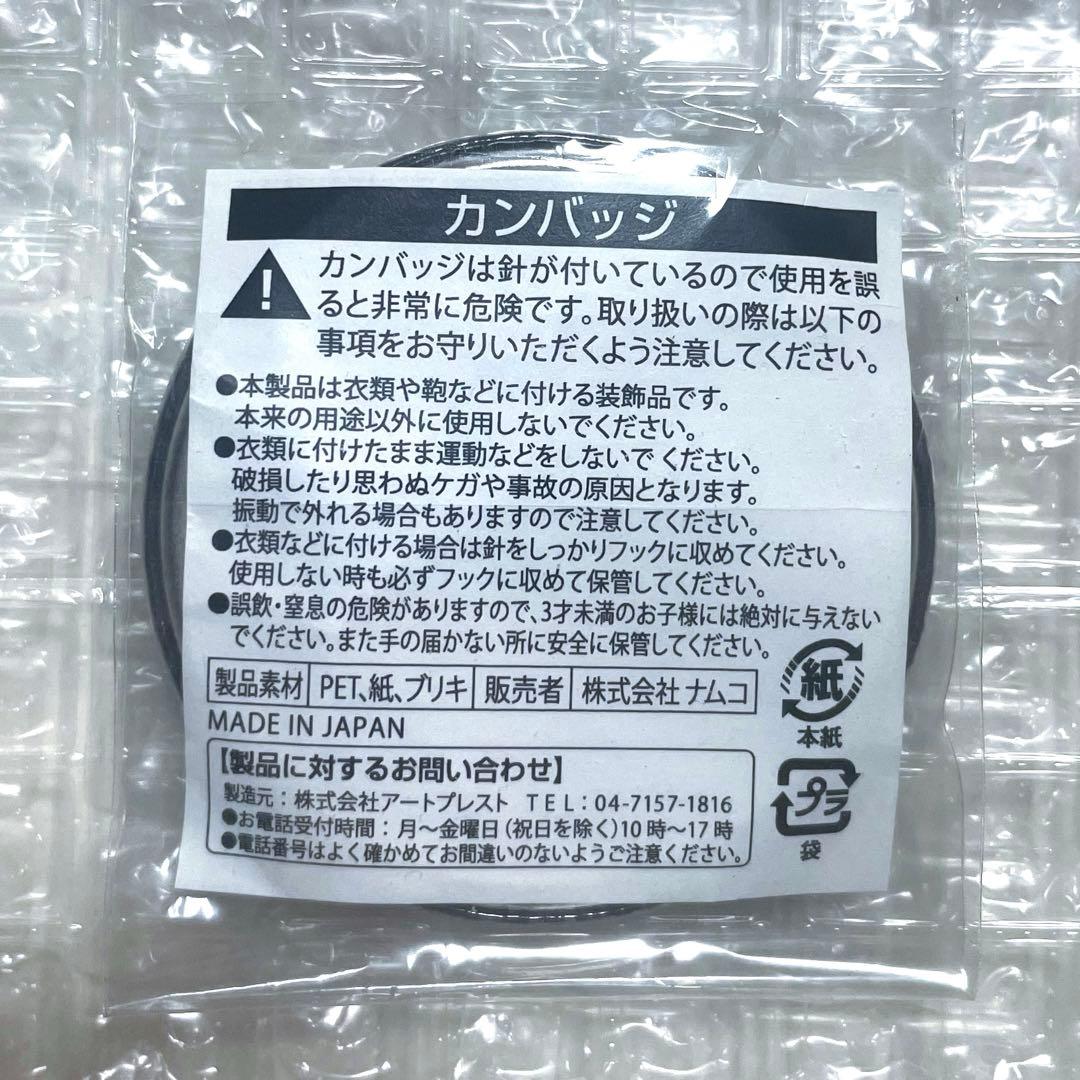 カンバッジ
カンバッジは針が付いているので使用を誤
ると非常に危険です。取り扱いの際は以下の
事項をお守りいただくよう注意してください。
●本製品は衣類や鞄などに付ける装飾品です。
本来の用途以外に使用しないでください。
●衣類に付けたまま運動などをしないで ください。
破損したり思わぬケガや事故の原因となります。
振動で外れる場合もありますので注意してください。
●衣類などに付ける場合は針をしっかりフックに収めてください。
使用しない時も必ずフックに収めて保管してください。
●誤飲・窒息の危険がありますので、3才未満のお子様には絶対に与えない
でください。また手の届かない所に安全に保管してください。
製品素材 PET、紙、ブリキ 販売者 株式会社 ナムコ
MADE IN JAPAN
【製品に対するお問い合わせ】
製造元：株式会社アートプレスト TEL：04-7157-1816
●お電話受付時間：月〜金曜日（祝日を除く）10時〜17時
●電話番号はよく確かめてお間違いのないようご注意ください。
紙
本紙
プラ
袋